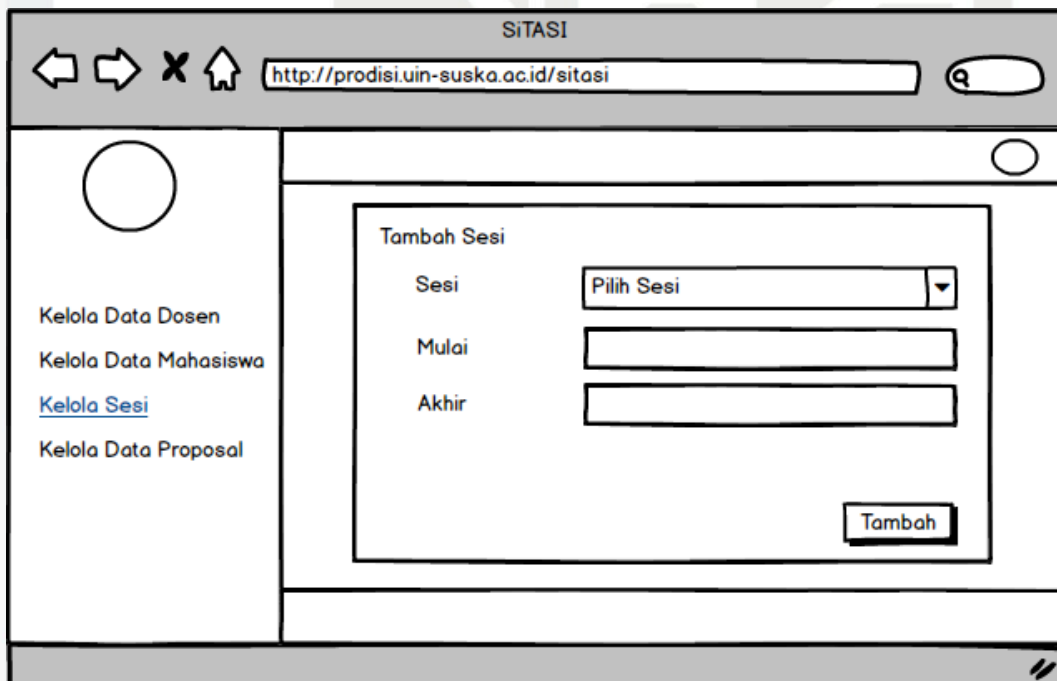 SiTASI
http://prodisi.uin-suska.ac.id/sitasi
Kelola Data Dosen
Kelola Data Mahasiswa
Kelola Sesi
Kelola Data Proposal
Tambah Sesi
Sesi Pilih Sesi
Mulai
Akhir
Tambah